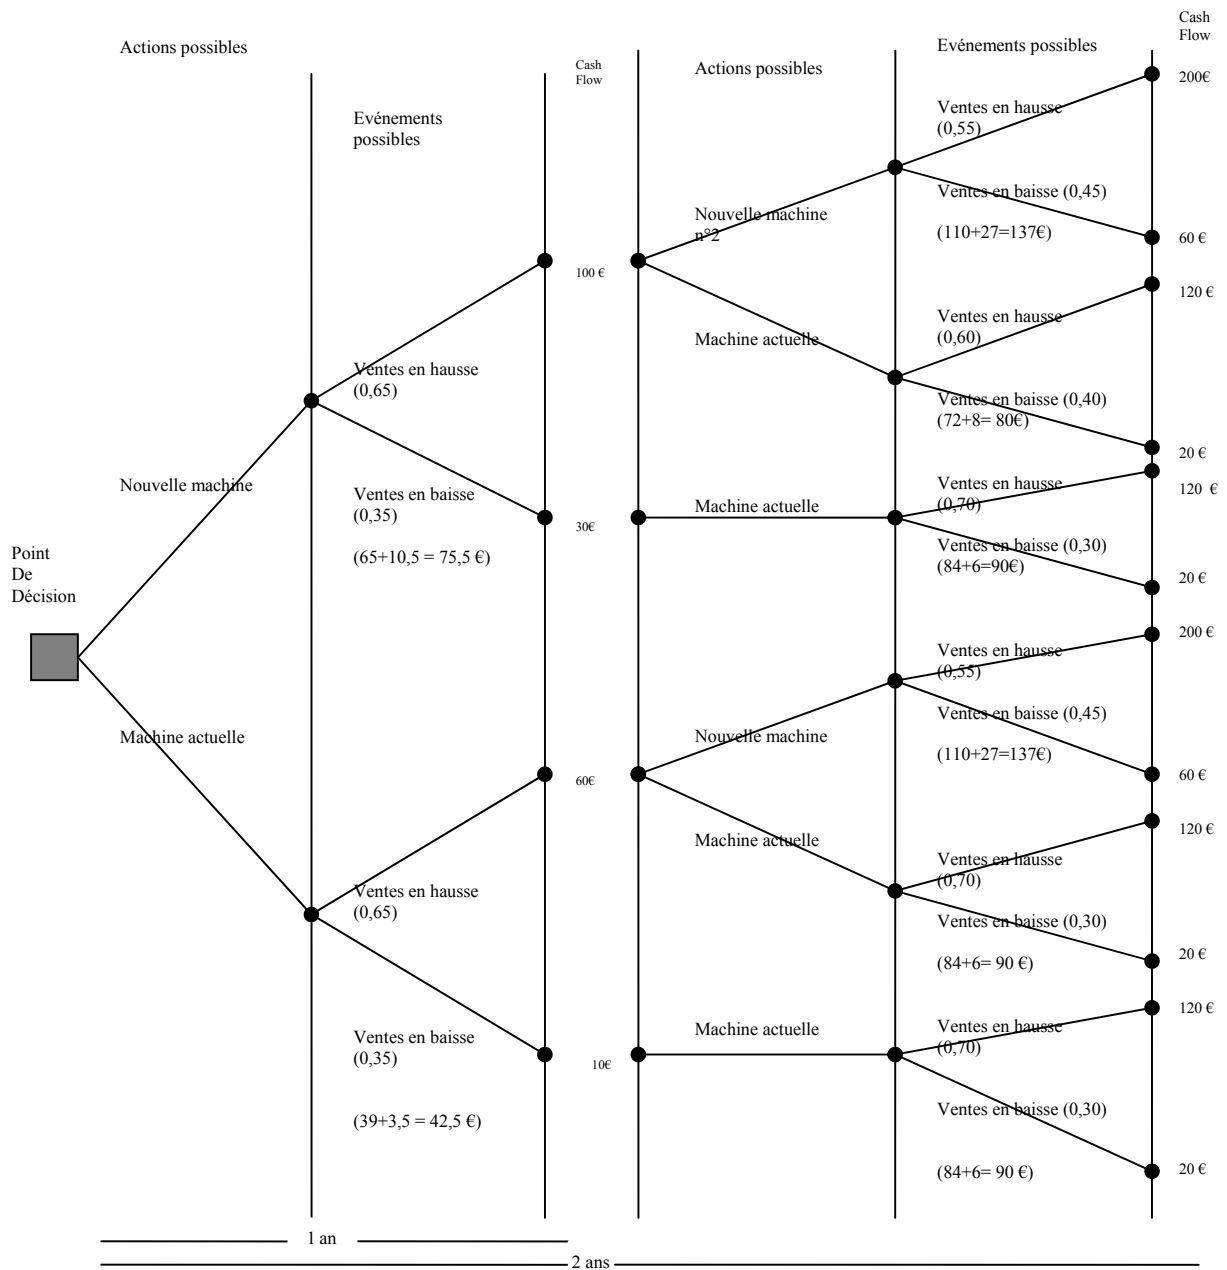 Actions possibles
Evénements
possibles
Cash
Flow
Actions possibles
Evénements possibles
Cash
Flow
Point
De
Décision
Nouvelle machine
Machine actuelle
Ventes en hausse
(0,65)
Ventes en baisse
(0,35)
(65+10,5 = 75,5 €)
100 €
30€
Ventes en hausse
(0,65)
Ventes en baisse
(0,35)
(39+3,5 = 42,5 €)
60€
10€
Nouvelle machine
n°2
Ventes en hausse
(0,55)
200€
Ventes en baisse (0,45)
(110+27=137€)
60 €
Machine actuelle
Ventes en hausse
(0,60)
120 €
Ventes en baisse (0,40)
(72+8= 80€)
20 €
Machine actuelle
Ventes en hausse
(0,70)
120 €
Ventes en baisse (0,30)
(84+6=90€)
20 €
Nouvelle machine
Ventes en hausse
(0,55)
200 €
Ventes en baisse (0,45)
(110+27=137€)
60 €
Machine actuelle
Ventes en hausse
(0,70)
120 €
Ventes en baisse (0,30)
(84+6= 90 €)
20 €
Machine actuelle
Ventes en hausse
(0,70)
120 €
Ventes en baisse (0,30)
(84+6= 90 €)
20 €
1 an
2 ans